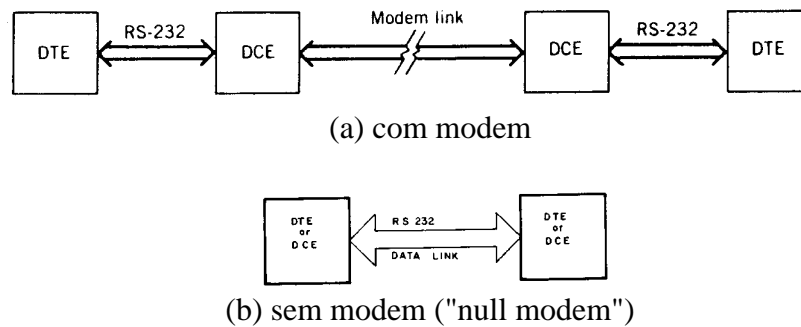 Modem link
RS-232 RS-232
DTE DCE DCE DTE
(a) com modem
RS 232
DTE DTE
or or
DCE DCE
DATA LINK
(b) sem modem ("null modem")